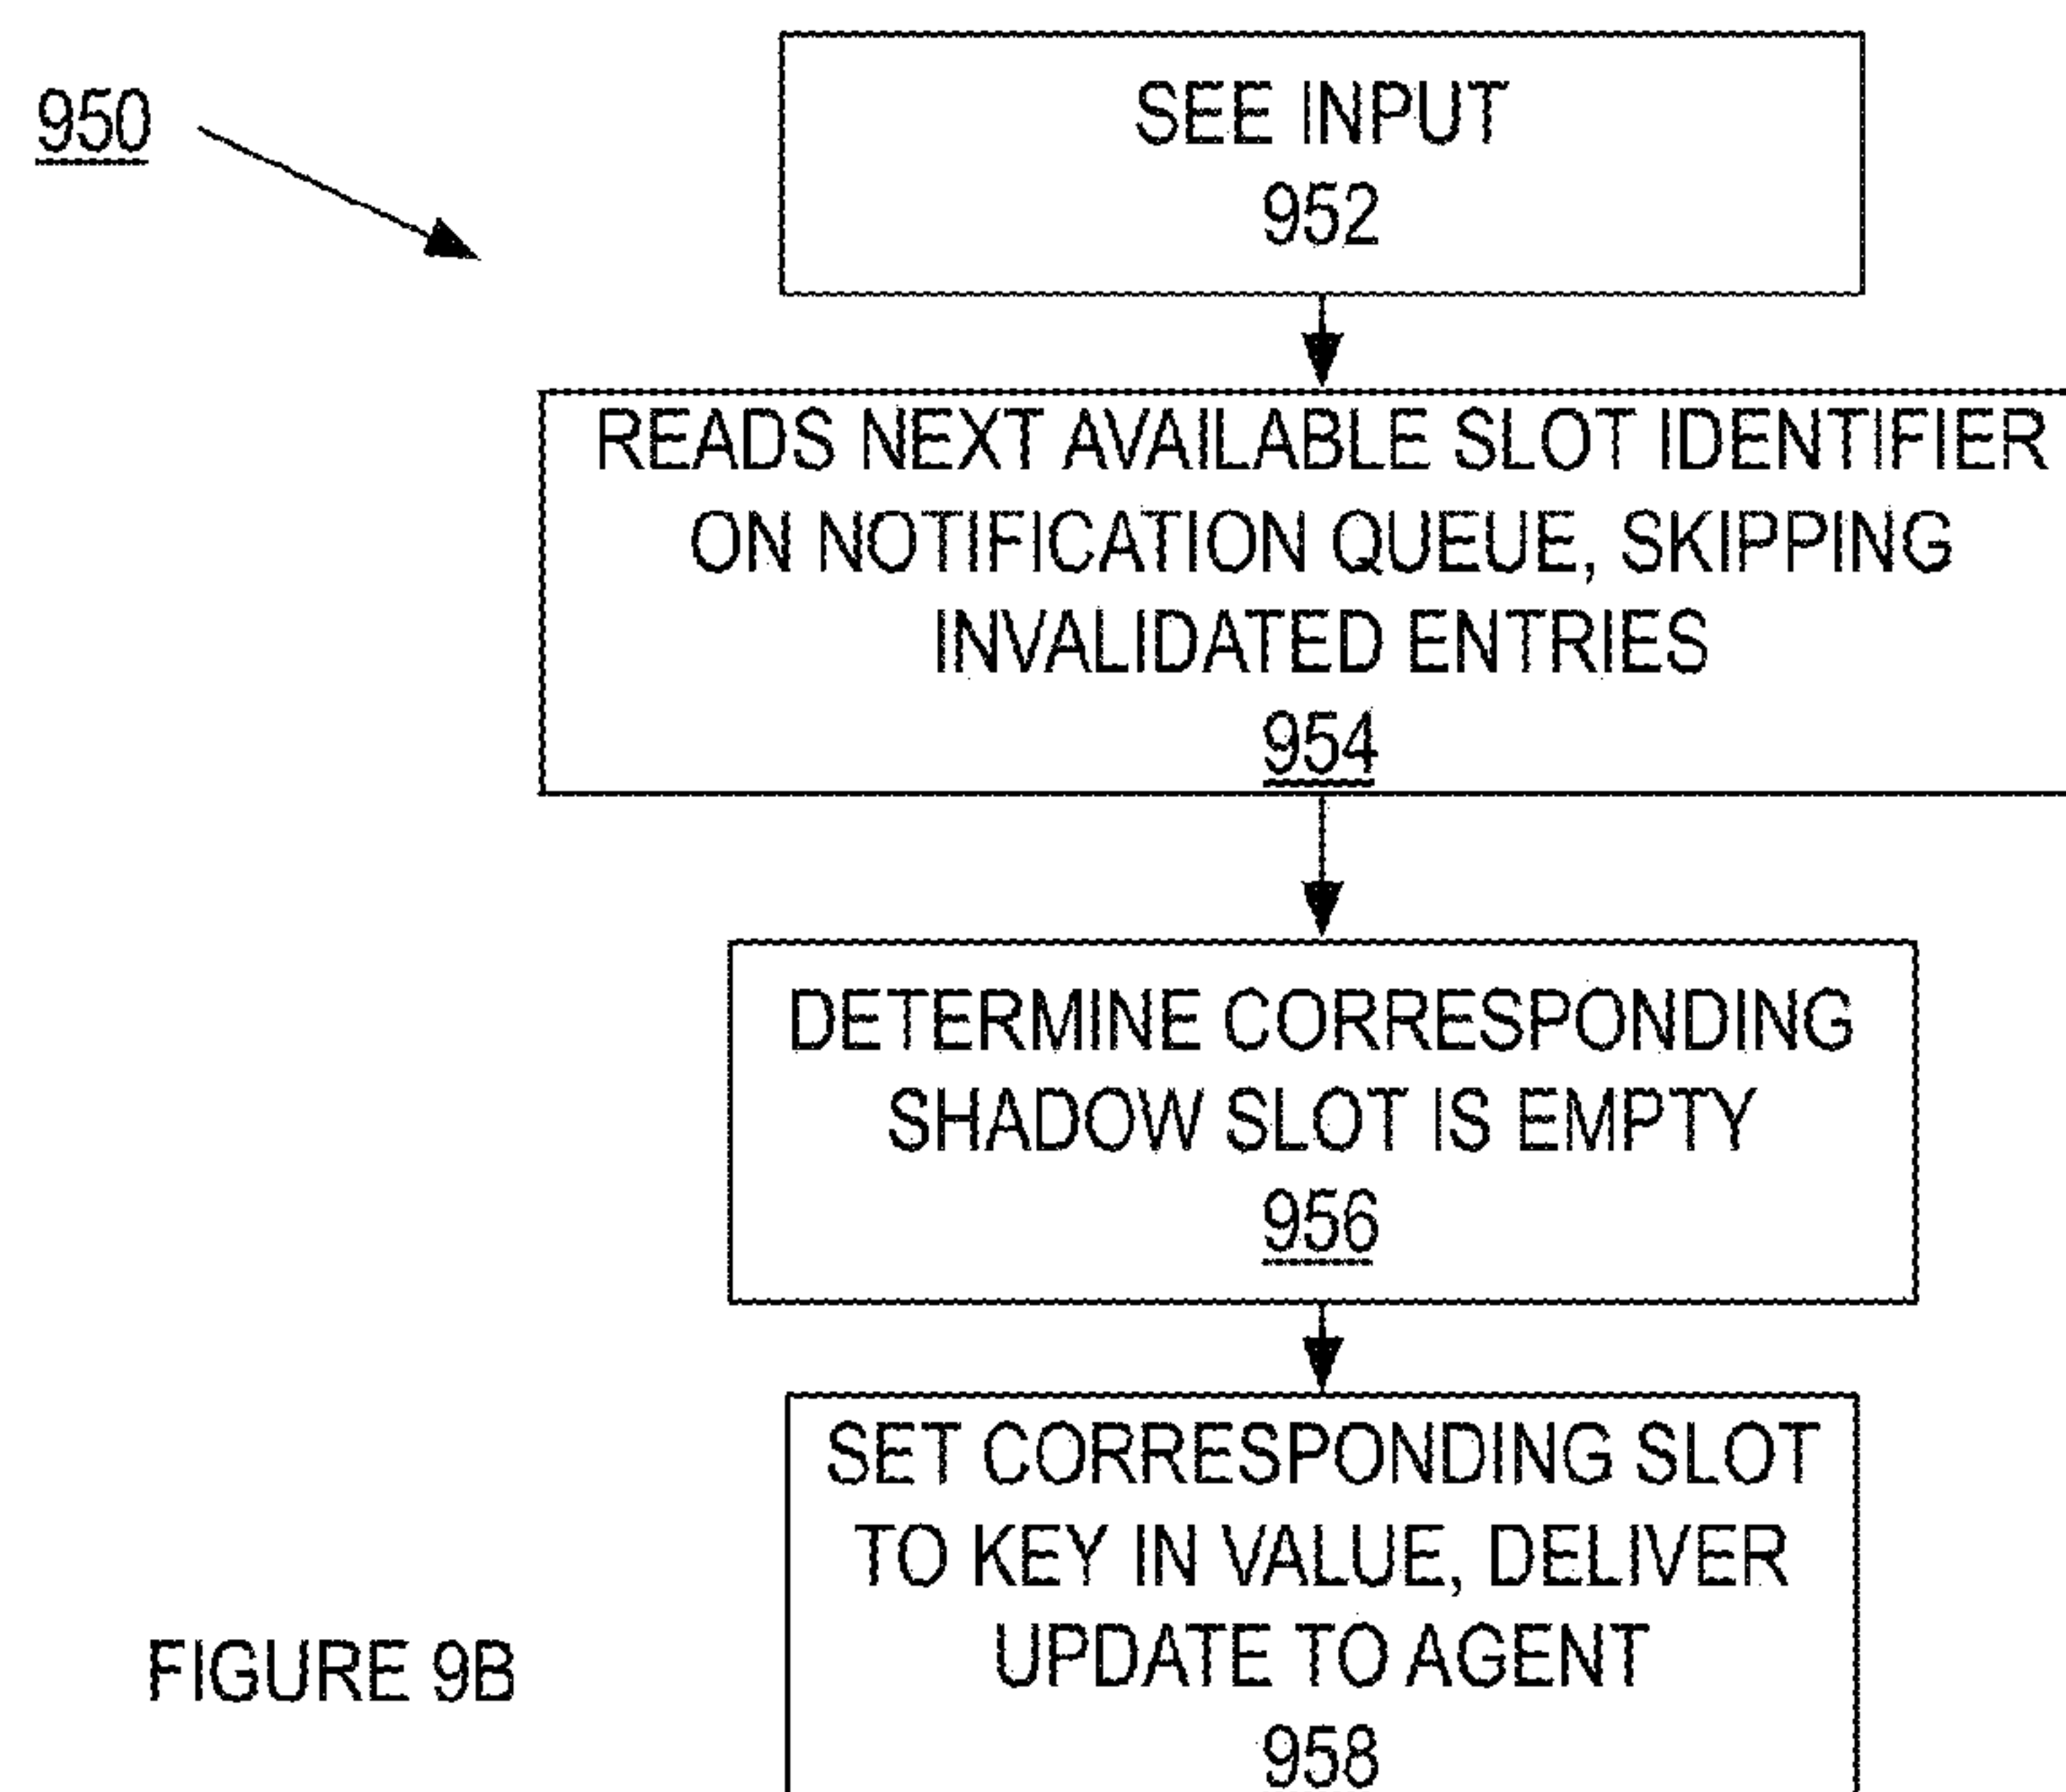 950
SEE INPUT
952
READS NEXT AVAILABLE SLOT IDENTIFIER
ON NOTIFICATION QUEUE, SKIPPING
INVALIDATED ENTRIES
954
DETERMINE CORRESPONDING
SHADOW SLOT IS EMPTY
956
SET CORRESPONDING SLOT
TO KEY IN VALUE, DELIVER
UPDATE TO AGENT
958
FIGURE 9B